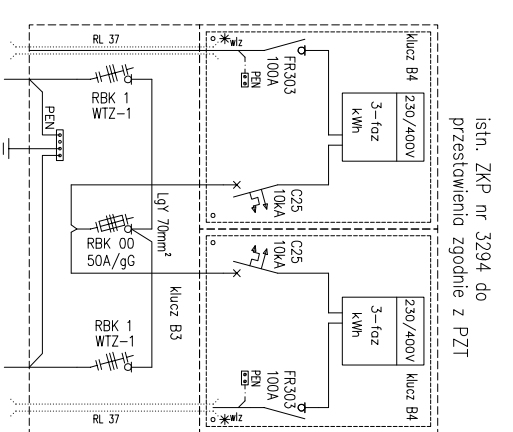 istn. ZKP nr 3294 do
przestawienia zgodnie z PZT
RL 37
wlz
PEN
FR303
100A
klucz B4
230/400V
3-faz
kWh
C25
10kA
RBK 1
WTZ-1
PEN
LgY 70mm²
RBK 00
50A/gG
klucz B3
C25
10kA
230/400V
3-faz
kWh
klucz B4
RBK 1
WTZ-1
FR303
100A
PEN
wlz
RL 37